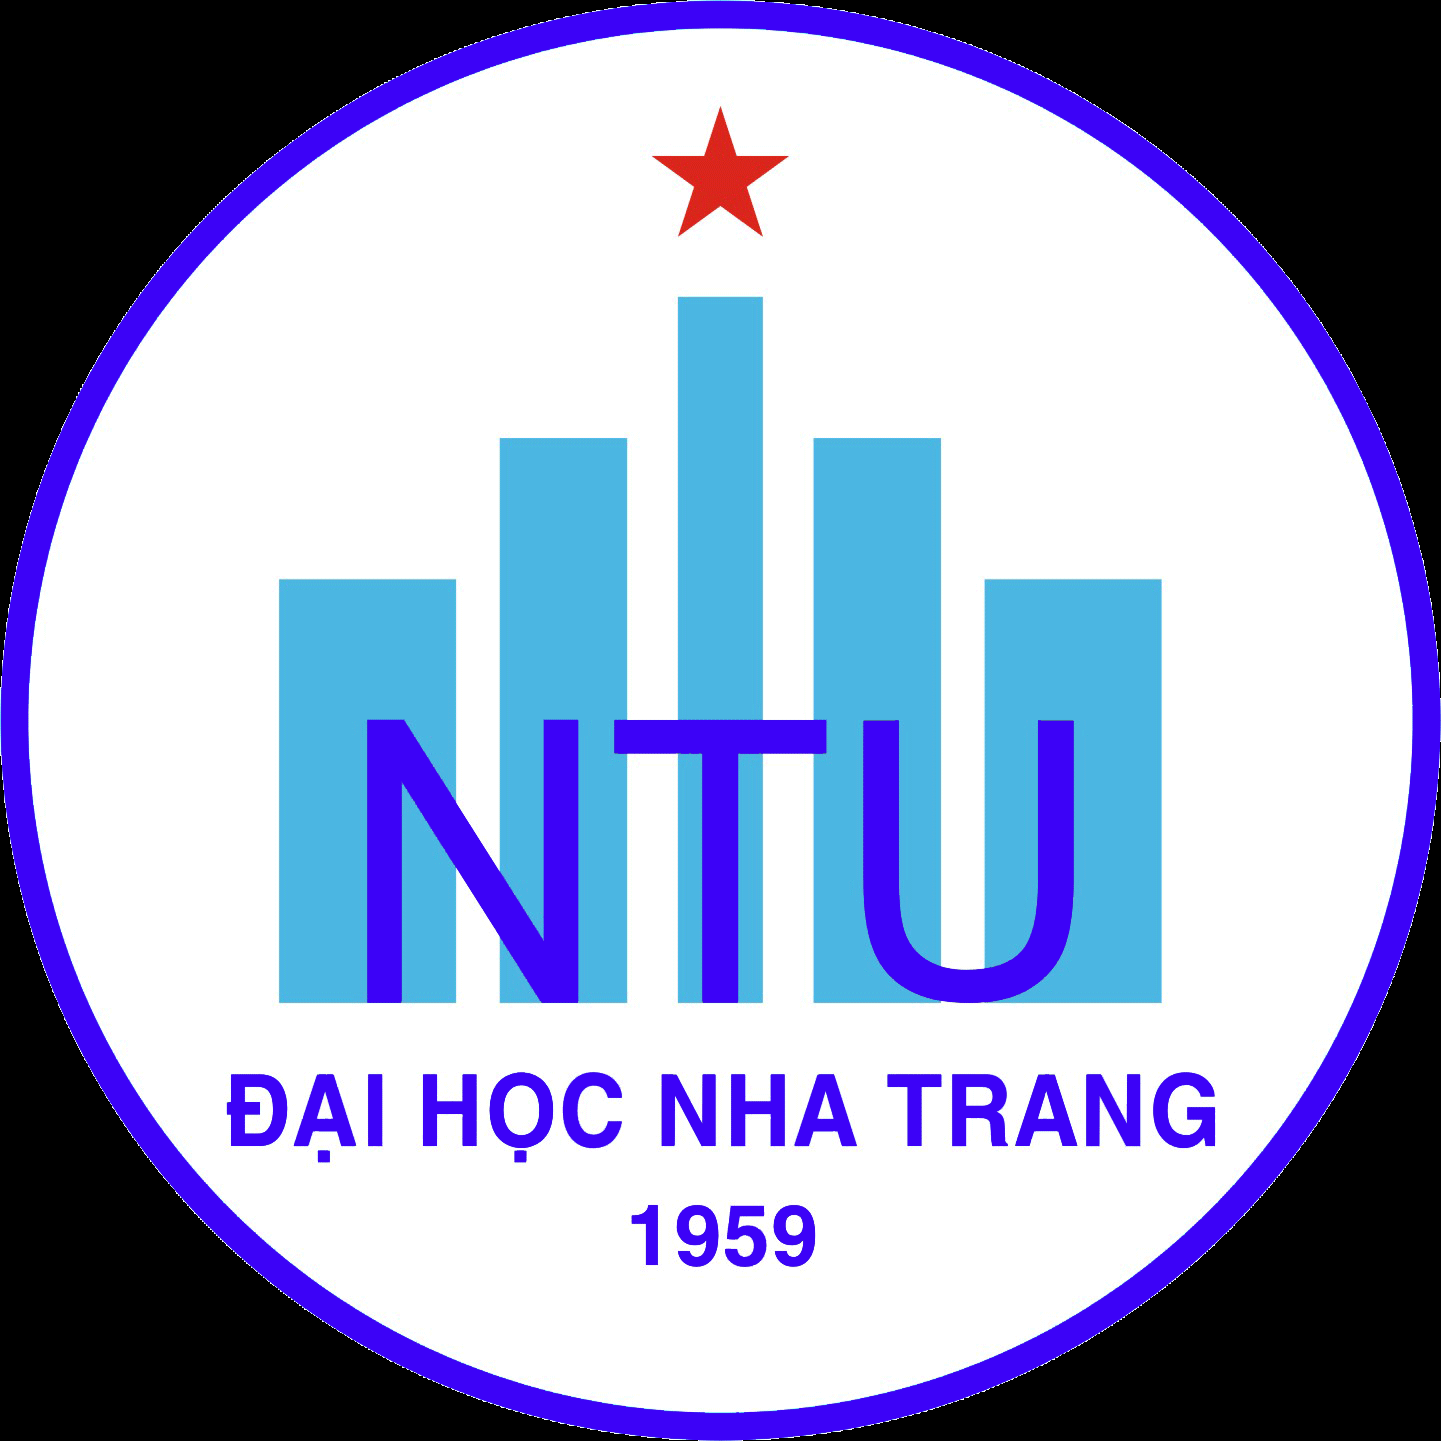 NTU
ĐẠI HỌC NHA TRANG
1959